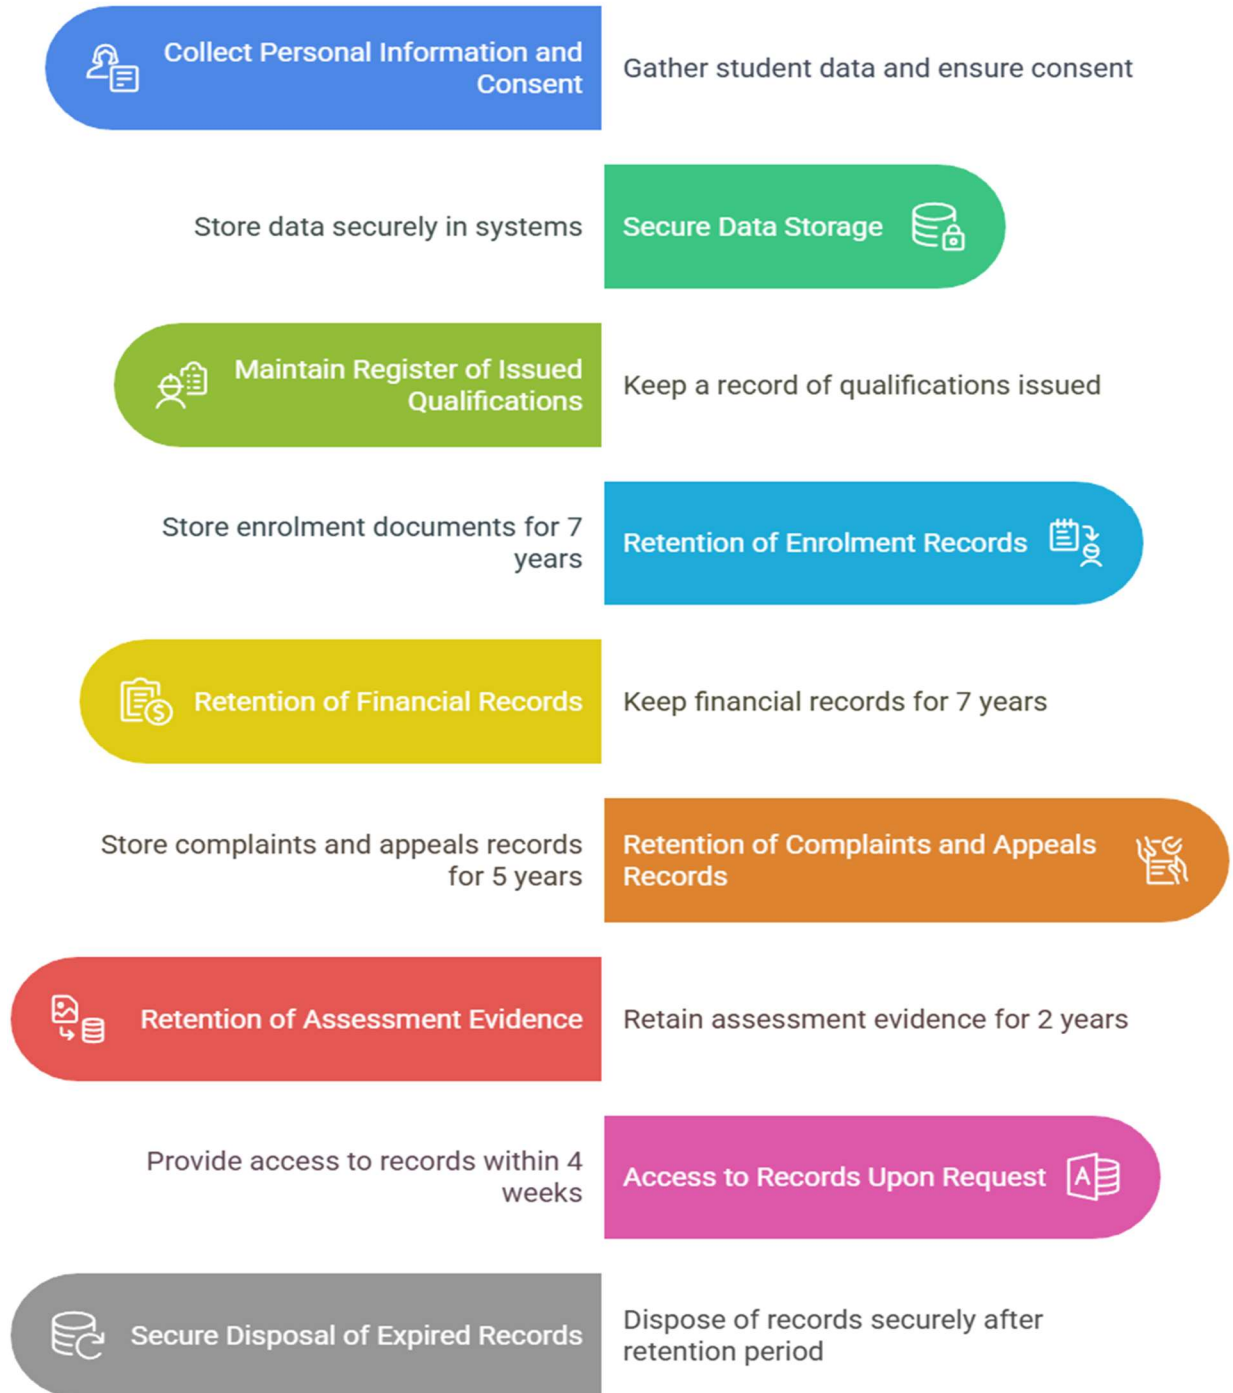 Collect Personal Information and
Consent
Gather student data and ensure consent
Store data securely in systems
Secure Data Storage
Maintain Register of Issued
Qualifications
Keep a record of qualifications issued
Store enrolment documents for 7
years
Retention of Enrolment Records
Retention of Financial Records
Keep financial records for 7 years
Store complaints and appeals records
for 5 years
Retention of Complaints and Appeals
Records
Retention of Assessment Evidence
Retain assessment evidence for 2 years
Provide access to records within 4
weeks
Access to Records Upon Request
A
Secure Disposal of Expired Records
Dispose of records securely after
retention period